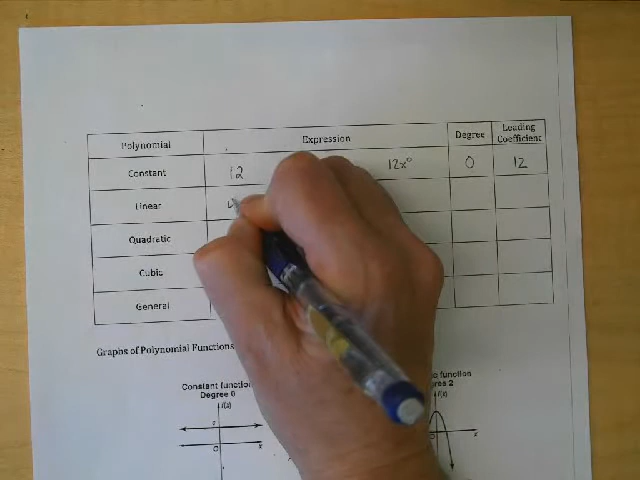 Polynomial Expression Degree Leading Coefficient
Constant 12 12x⁰ 0 12
Linear
Quadratic
Cubic
General
Graphs of Polynomial Functions
Constant function
Degree 0
f(x)
x
O
function
2
f(x)
x
O